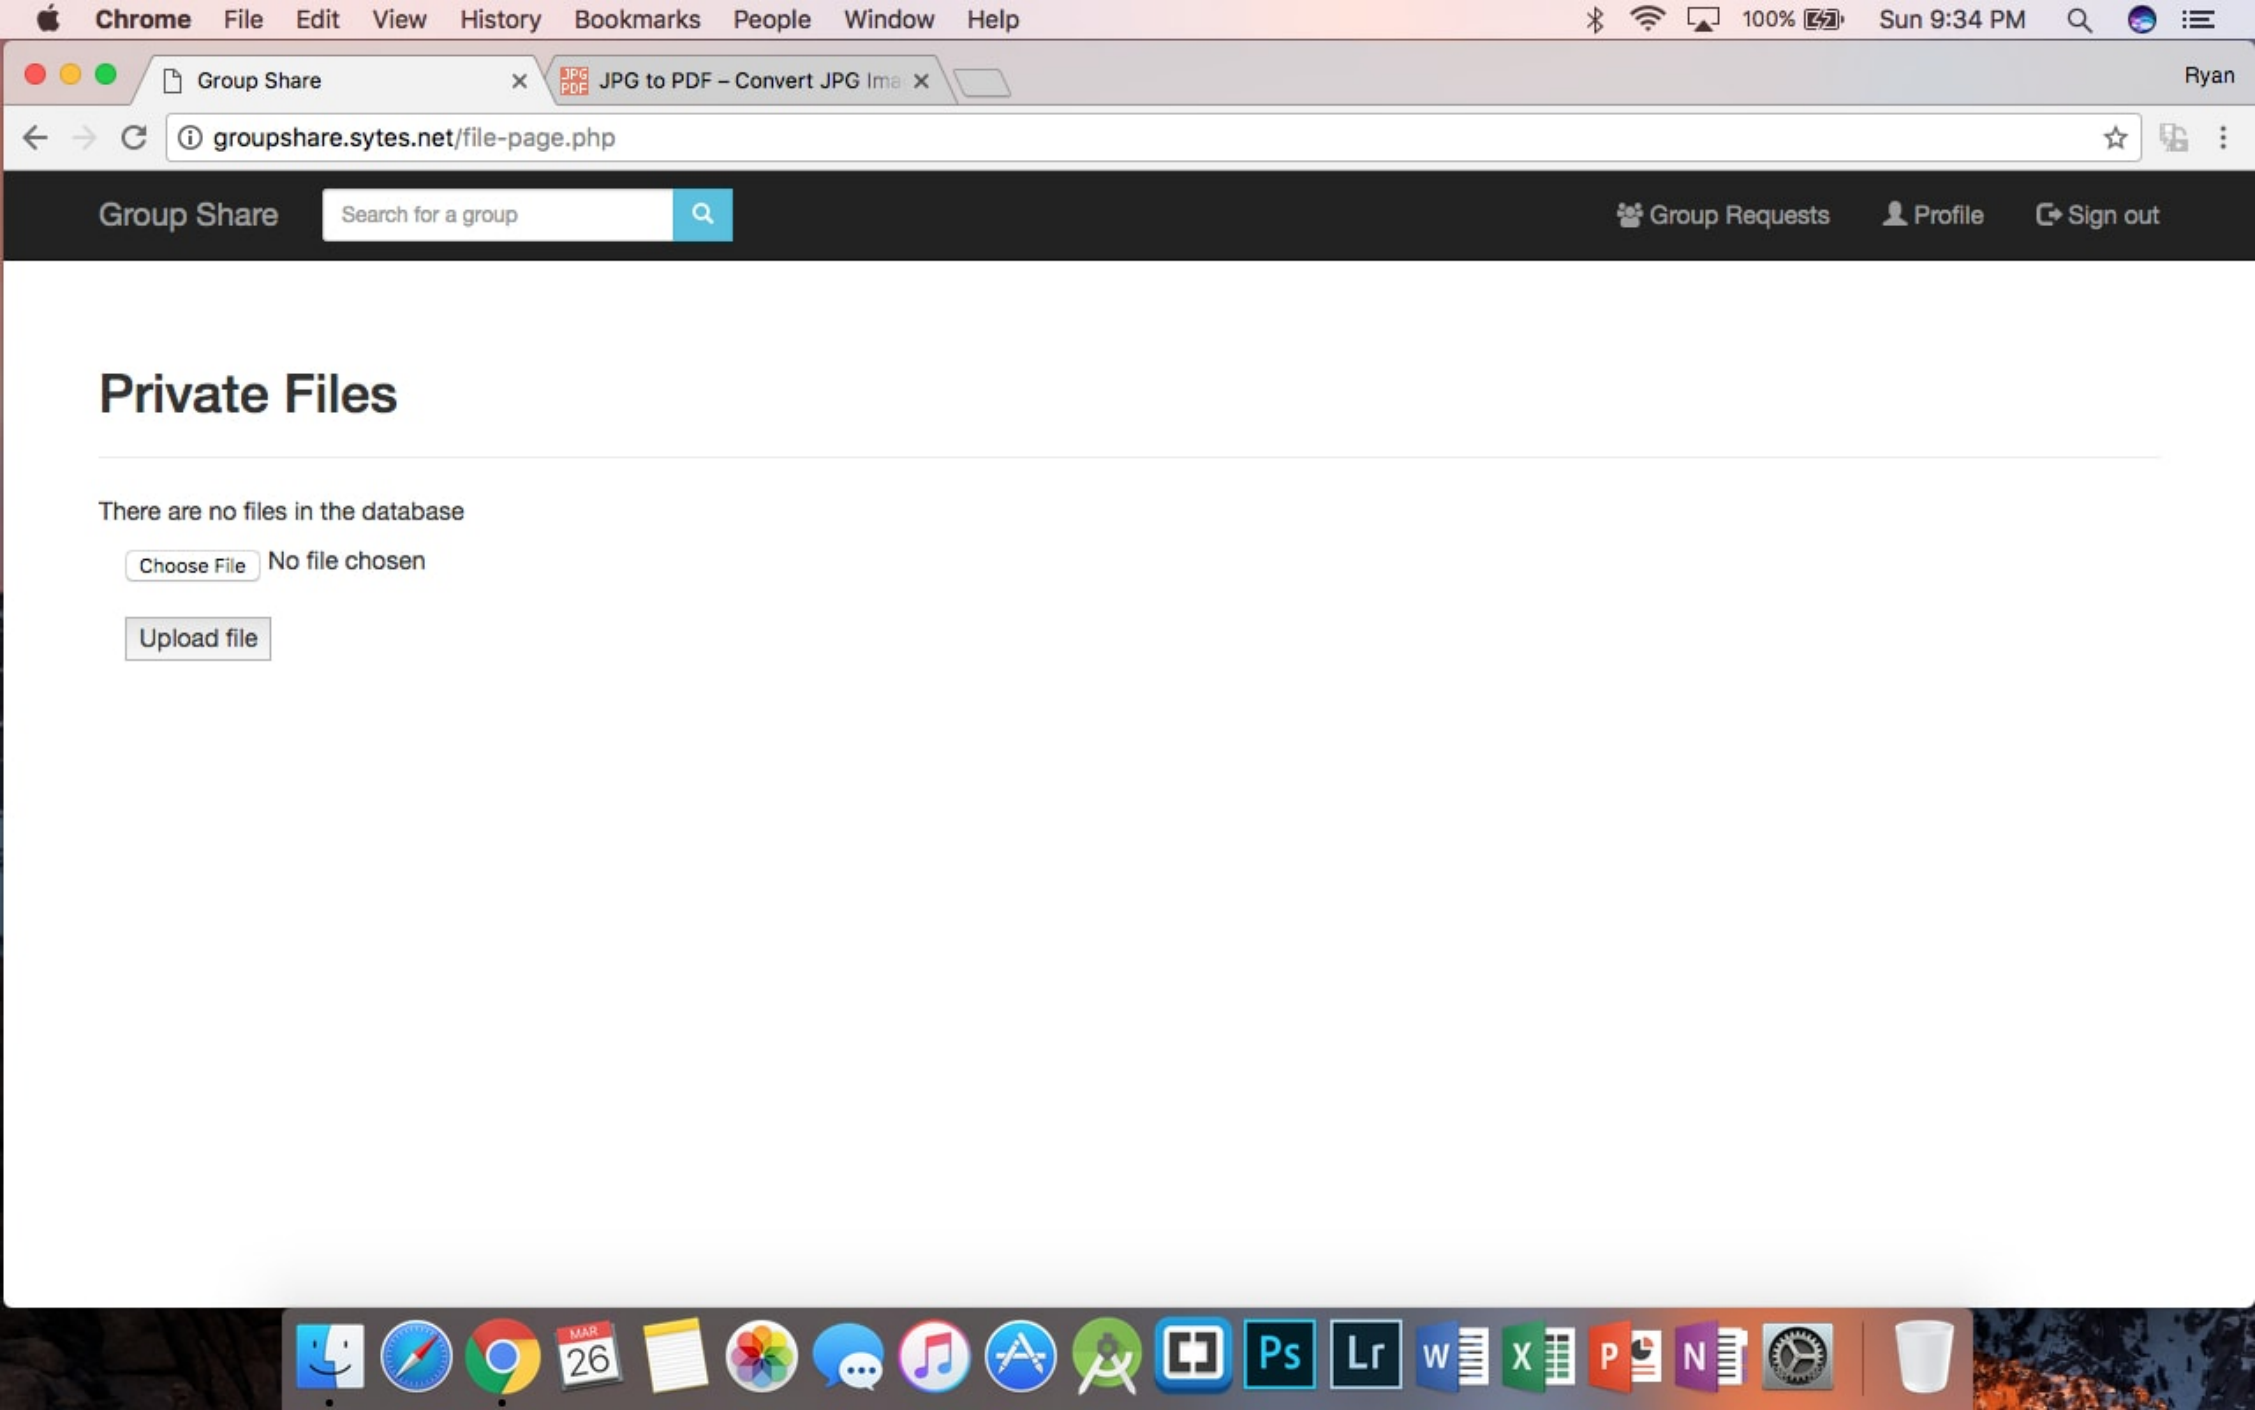 Chrome File Edit View History Bookmarks People Window Help 100% Sun 9:34 PM
Group Share JPG to PDF – Convert JPG Ima Ryan
groupshare.sytes.net/file-page.php
Group Share Search for a group Group Requests Profile Sign out
Private Files
There are no files in the database
Choose File No file chosen
Upload file
MAR
26
Ps Lr W X P N